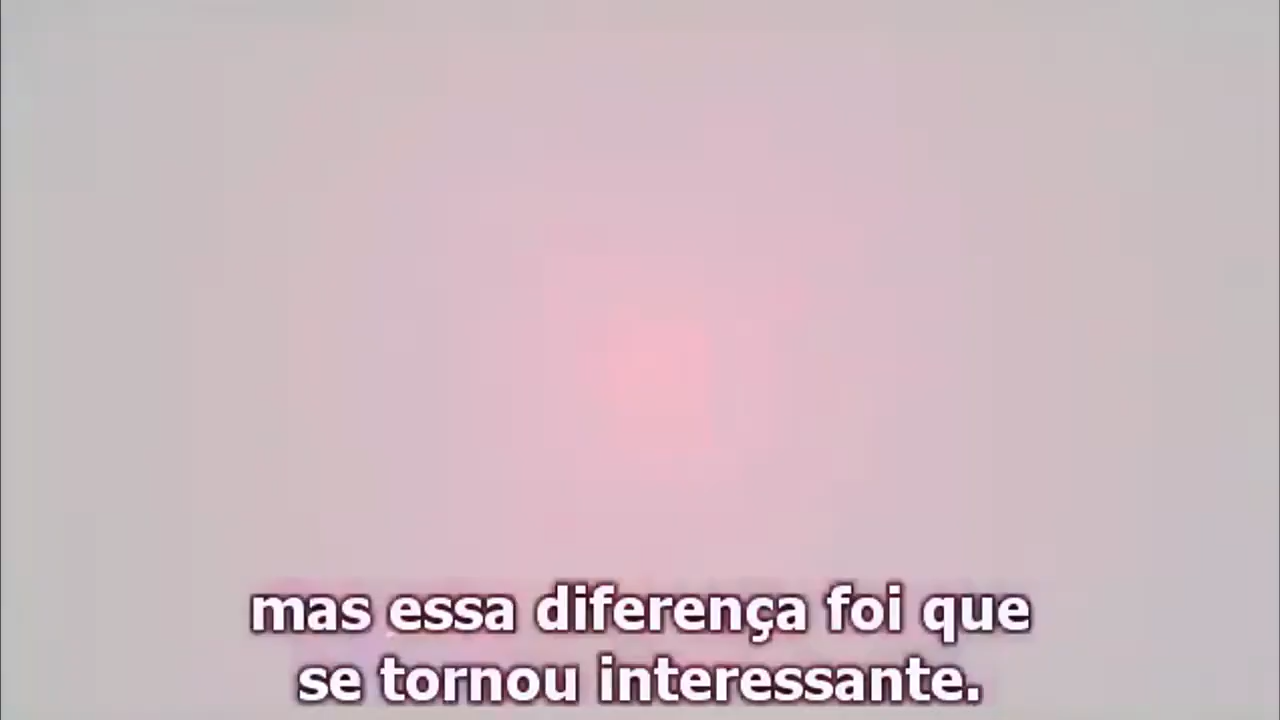 mas essa diferença foi que
se tornou interessante.